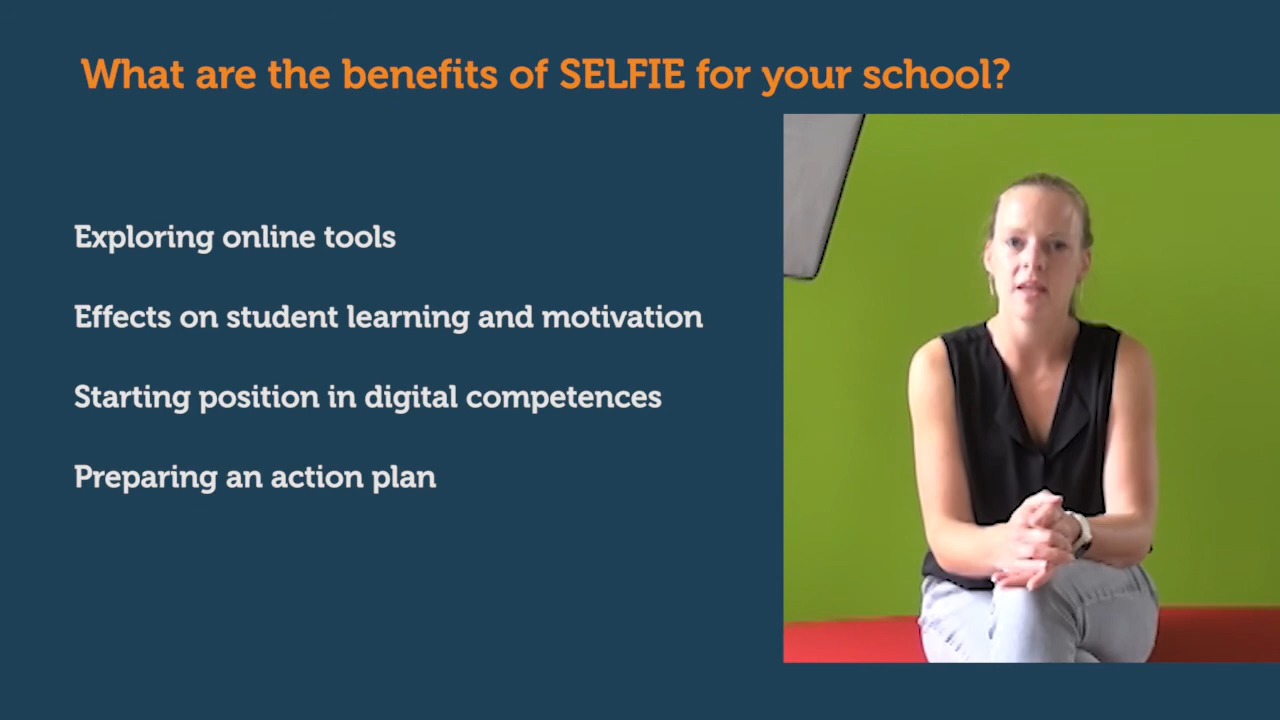 What are the benefits of SELFIE for your school?
Exploring online tools
Effects on student learning and motivation
Starting position in digital competences
Preparing an action plan